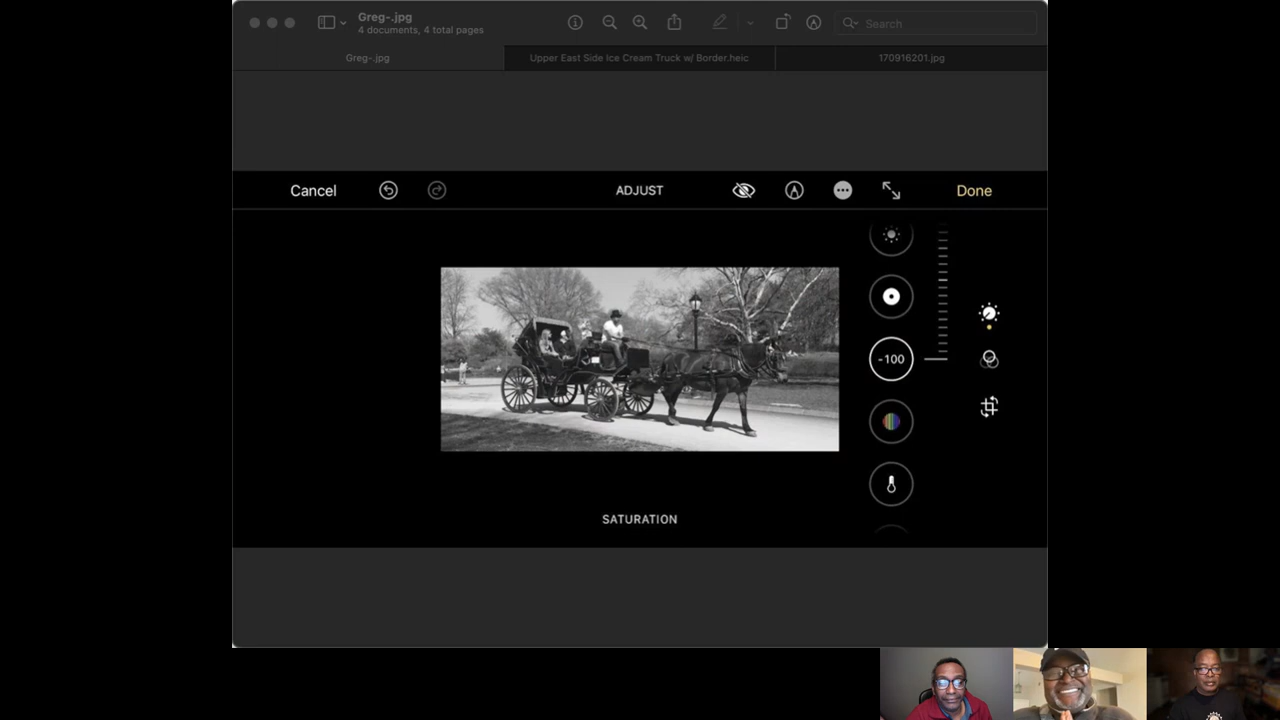 Greg-.jpg
4 documents, 4 total pages
Search
Greg-.jpg
Upper East Side Ice Cream Truck w/ Border.heic
170916201.jpg
Cancel
ADJUST
Done
-100
SATURATION